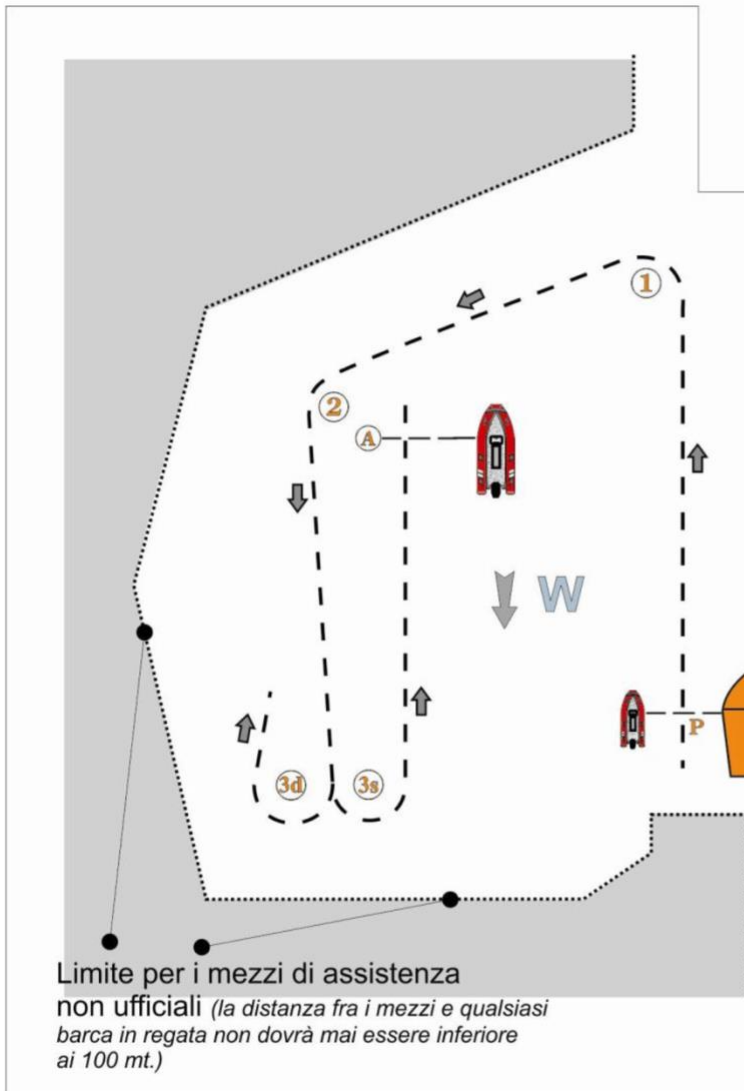 1
2
A
W
P
3d
3s
Limite per i mezzi di assistenza
non ufficiali (la distanza fra i mezzi e qualsiasi
barca in regata non dovrà mai essere inferiore
ai 100 mt.)